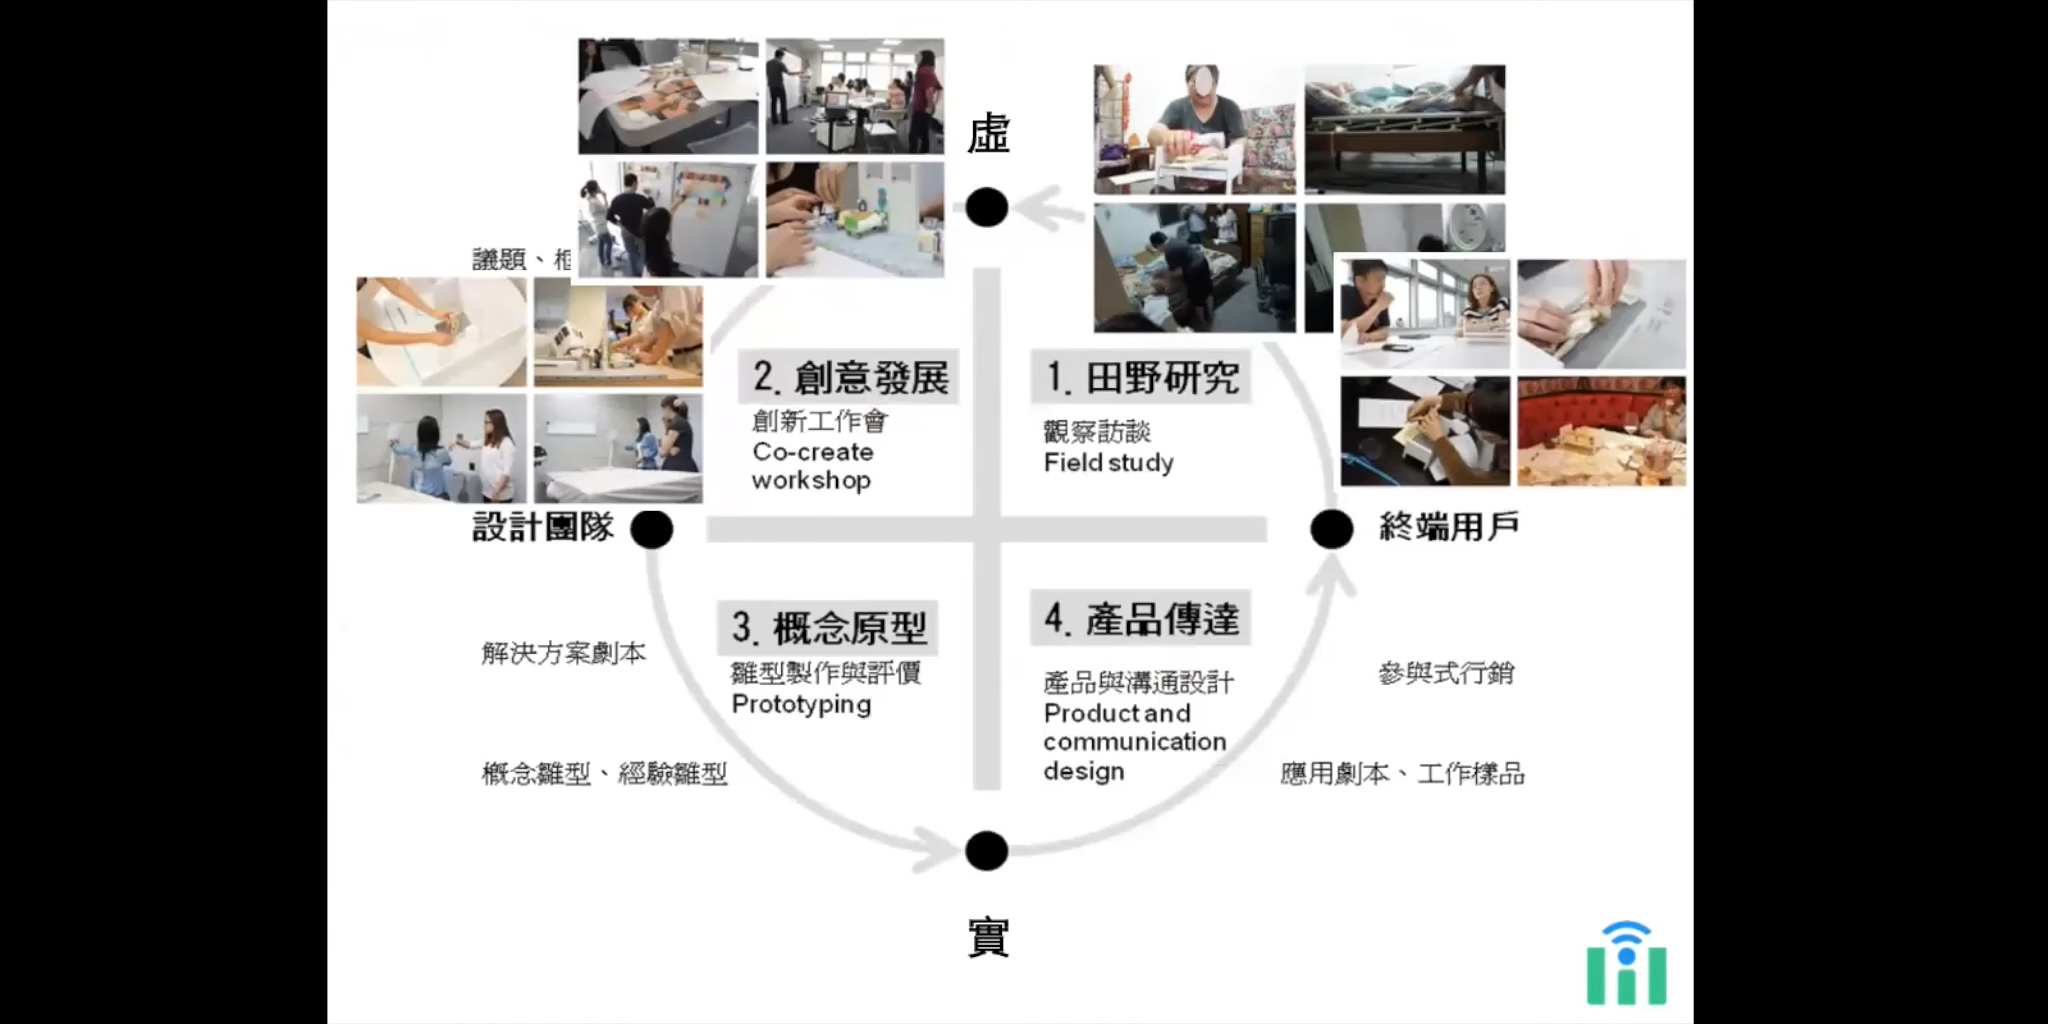 虛
議題、
2. 創意發展
創新工作會
Co-create
workshop
1. 田野研究
觀察訪談
Field study
設計團隊
終端用戶
3. 概念原型
雛型製作與評價
Prototyping
4. 產品傳達
產品與溝通設計
Product and
communication
design
解決方案劇本
概念雛型、經驗雛型
參與式行銷
應用劇本、工作樣品
實